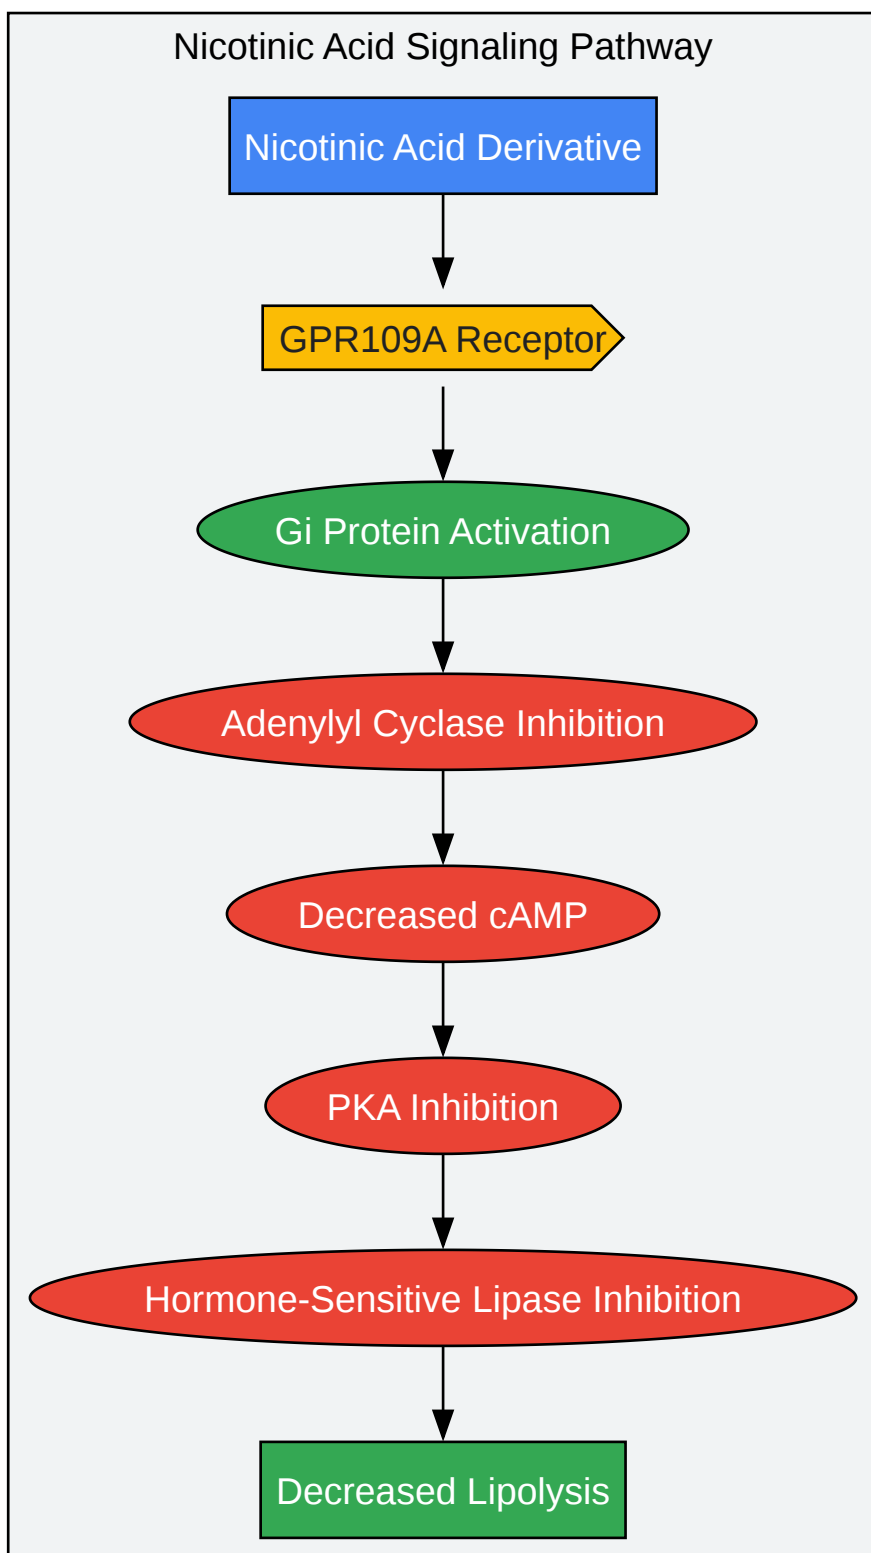 Nicotinic Acid Signaling Pathway
Nicotinic Acid Derivative
GPR109A Receptor
Gi Protein Activation
Adenylyl Cyclase Inhibition
Decreased cAMP
PKA Inhibition
Hormone-Sensitive Lipase Inhibition
Decreased Lipolysis